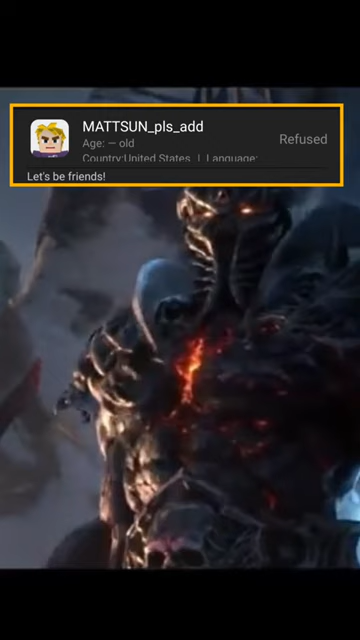 MATTSUN_pls_add
Age: — old
Refused
Country:United States | Language:
Let's be friends!